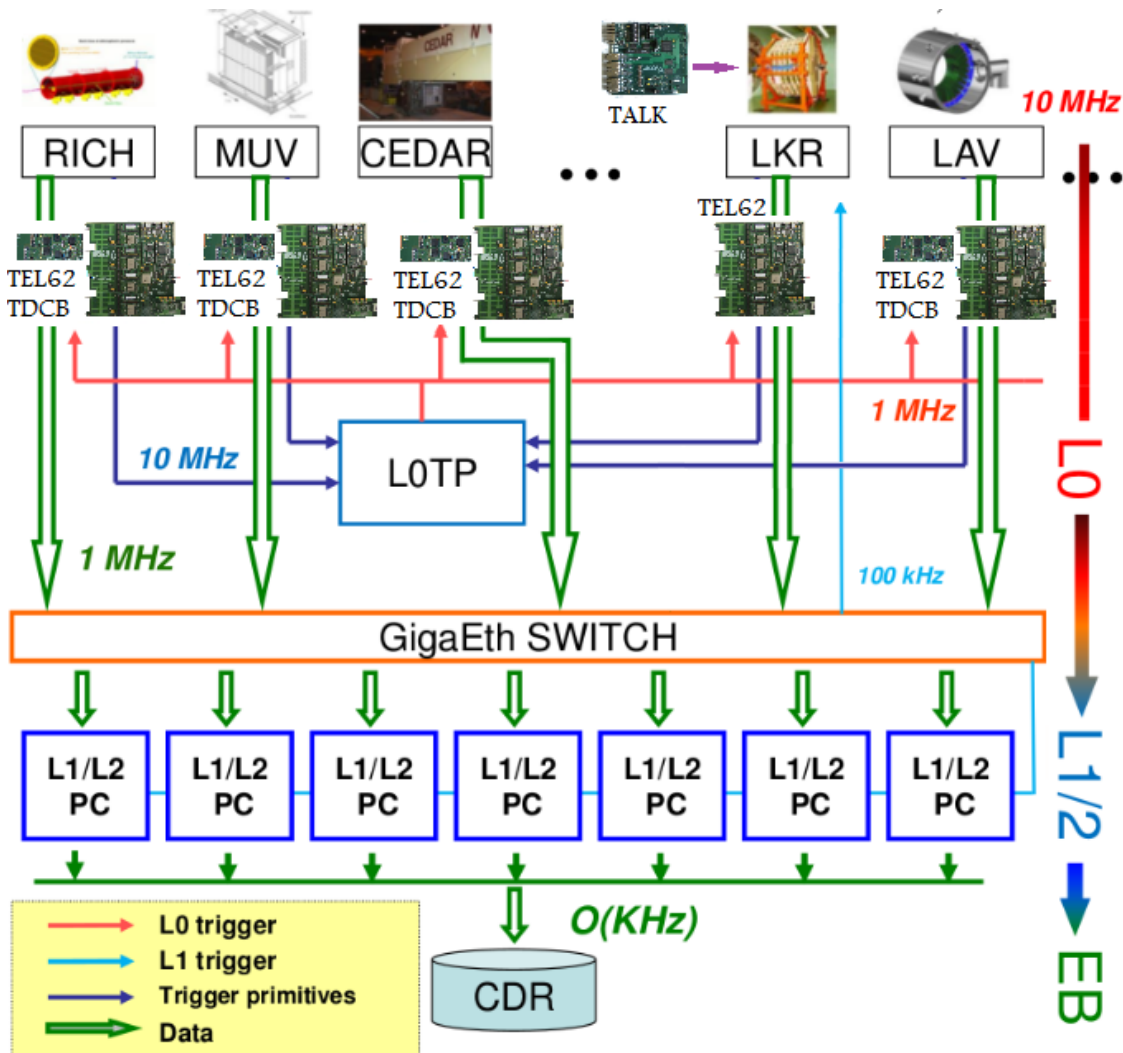 CEDAR
TALK
10 MHz
RICH
MUV
CEDAR
...
LKR
LAV
...
TEL62
TDCB
TEL62
TDCB
TEL62
TDCB
TEL62
TEL62
TDCB
1 MHz
10 MHz
L0TP
L0
1 MHz
100 kHz
GigaEth SWITCH
L1/L2
PC
L1/L2
PC
L1/L2
PC
L1/L2
PC
L1/L2
PC
L1/L2
PC
L1/L2
PC
L1/2
O(KHz)
CDR
EB
L0 trigger
L1 trigger
Trigger primitives
Data